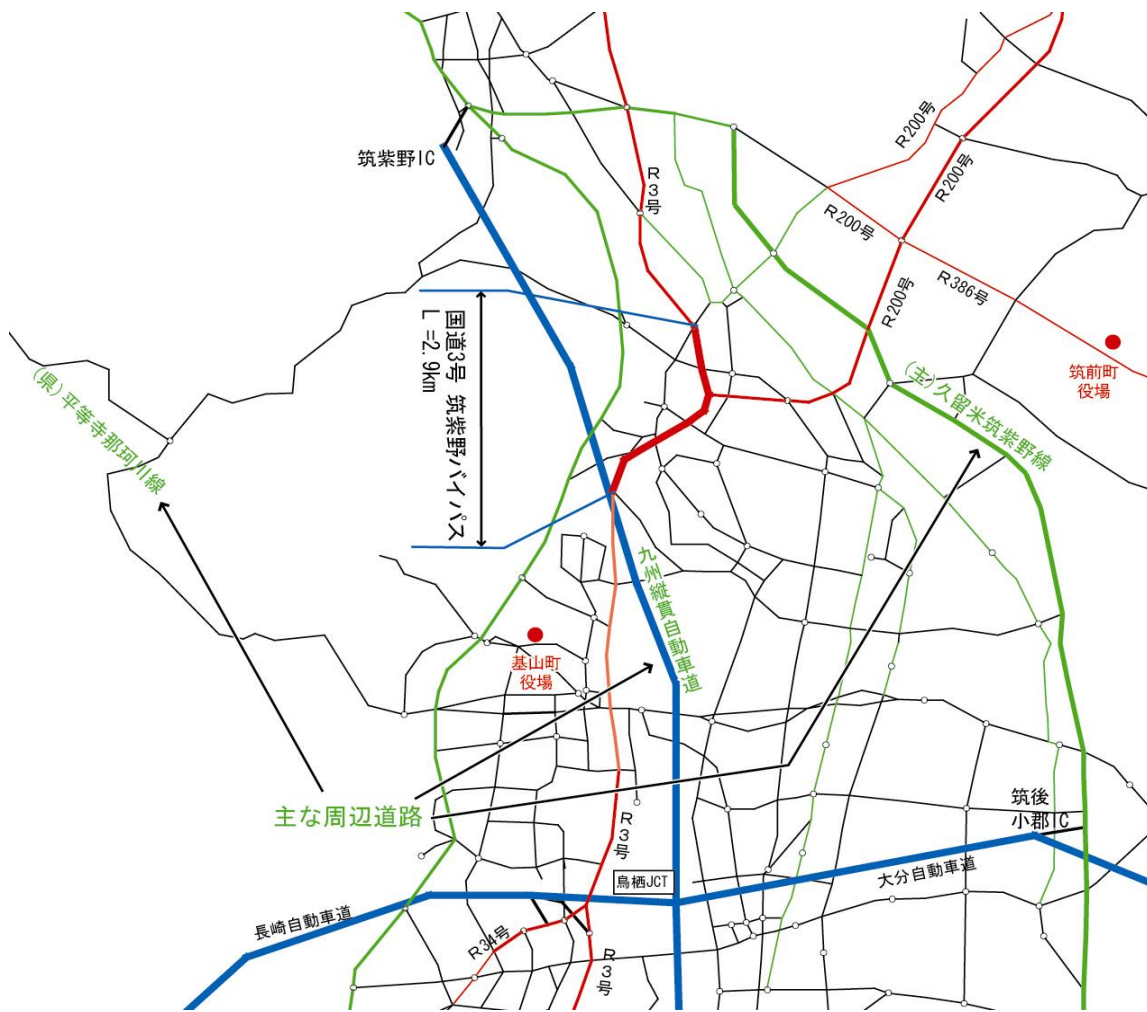 筑紫野IC
R3号
R200号
R200号
R200号
R200号
R386号
国道3号 筑紫野バイパス
L=2.9km
筑前町
役場
(県)平等寺那珂川線
(主)久留米筑紫野線
九州縦貫自動車道
基山町
役場
主な周辺道路
筑後
小郡IC
R3号
鳥栖JCT
大分自動車道
長崎自動車道
R34号
R3号